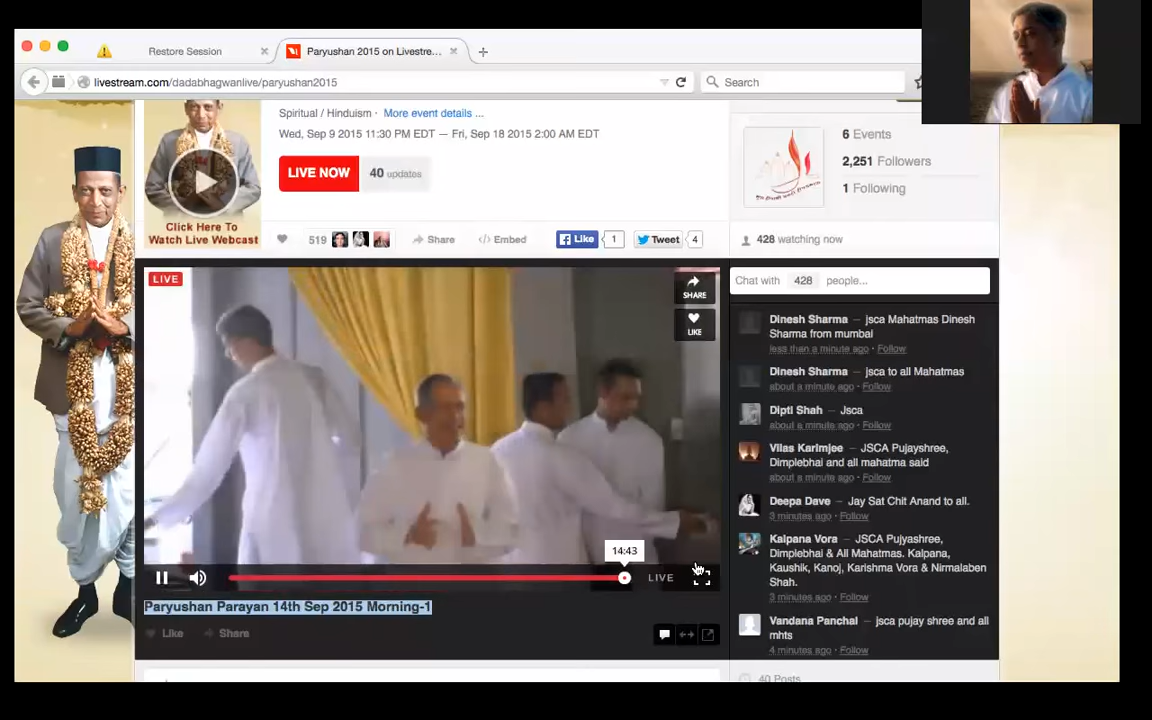 Restore Session
Paryushan 2015 on Livestre...
livestream.com/dadabhagwanlive/paryushan2015
Search
Spiritual / Hinduism · More event details ...
Wed, Sep 9 2015 11:30 PM EDT — Fri, Sep 18 2015 2:00 AM EDT
LIVE NOW
40 updates
Click Here To
Watch Live Webcast
6 Events
2,251 Followers
1 Following
519
Share
Embed
Like
1
Tweet
4
428 watching now
LIVE
SHARE
LIKE
14:43
LIVE
Paryushan Parayan 14th Sep 2015 Morning-1
Like
Share
Chat with 428 people...
Dinesh Sharma — jsca Mahatmas Dinesh
Sharma from mumbai
less than a minute ago · Follow
Dinesh Sharma — jsca to all Mahatmas
about a minute ago · Follow
Dipti Shah — Jsca
about a minute ago · Follow
Vilas Karimjee — JSCA Pujayshree,
Dimplebhai and all mahatma said
about a minute ago · Follow
Deepa Dave — Jay Sat Chit Anand to all.
3 minutes ago · Follow
Kalpana Vora — JSCA Pujyashree,
Dimplebhai & All Mahatmas. Kalpana,
Kaushik, Kanoj, Karishma Vora & Nirmalaben
Shah.
3 minutes ago · Follow
Vandana Panchal — jsca pujay shree and all
mhts
4 minutes ago · Follow
40 Posts